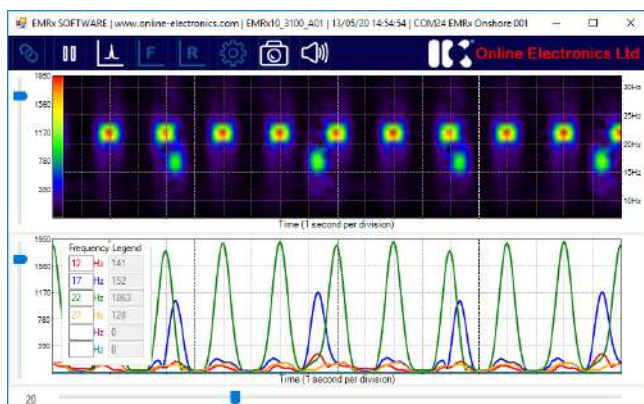 EMRx SOFTWARE | www.online-electronics.com | EMRx10_3100_A01 | 13/05/20 14:54:54 | COM24 EMRx Onshore 001
F R Online Electronics Ltd
1950
1560
1170
780
390
30Hz
25Hz
20Hz
15Hz
10Hz
Time (1 second per division)
1950
1560
1170
780
390
Frequency Legend
12 Hz 141
17 Hz 152
22 Hz 1863
27 Hz 128
Hz 0
Hz 0
Time (1 second per division)
20